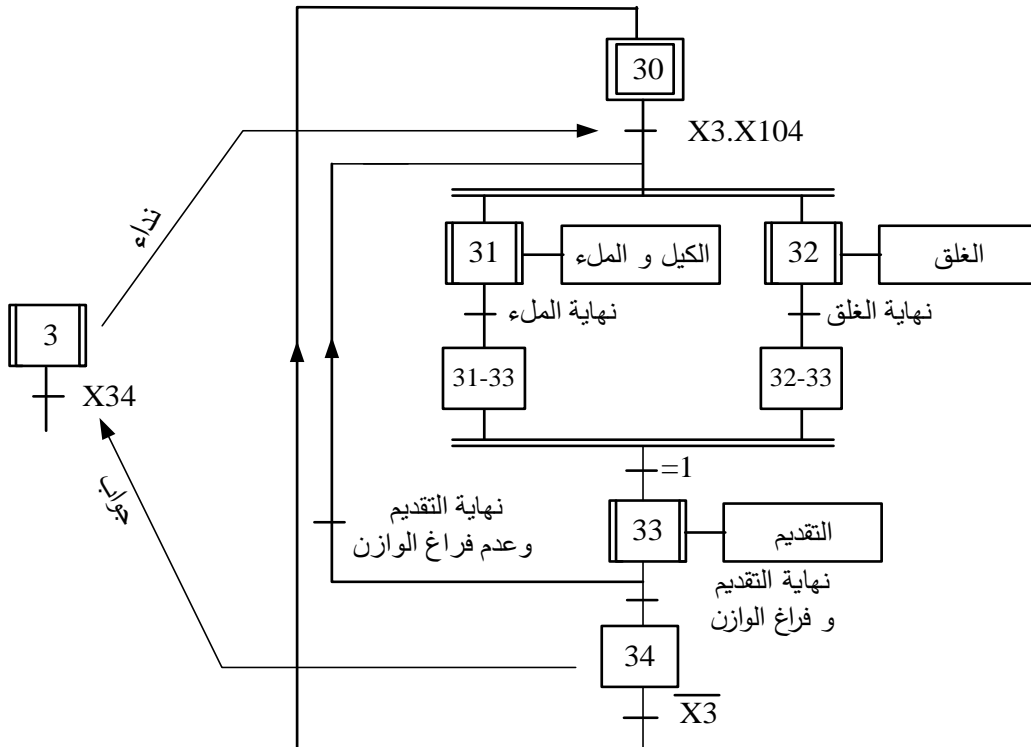 30
X3.X104
نداء
31
الكيل و الملء
32
الغلق
نهاية الملء
نهاية الغلق
3
X34
31-33
32-33
جواب
=1
نهاية التقديم
وعدم فراغ الوازن
33
التقديم
نهاية التقديم
و فراغ الوازن
34
X̅3̅